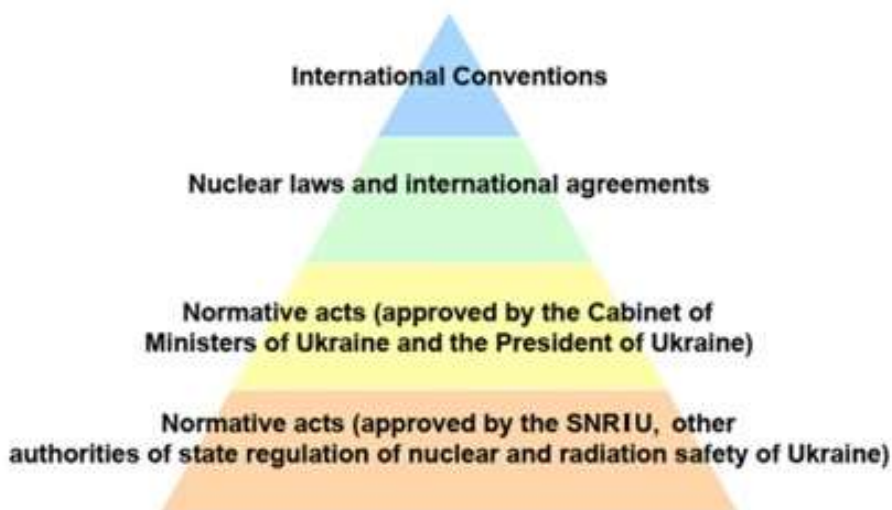 International Conventions
Nuclear laws and international agreements
Normative acts (approved by the Cabinet of
Ministers of Ukraine and the President of Ukraine)
Normative acts (approved by the SNRIU, other
authorities of state regulation of nuclear and radiation safety of Ukraine)